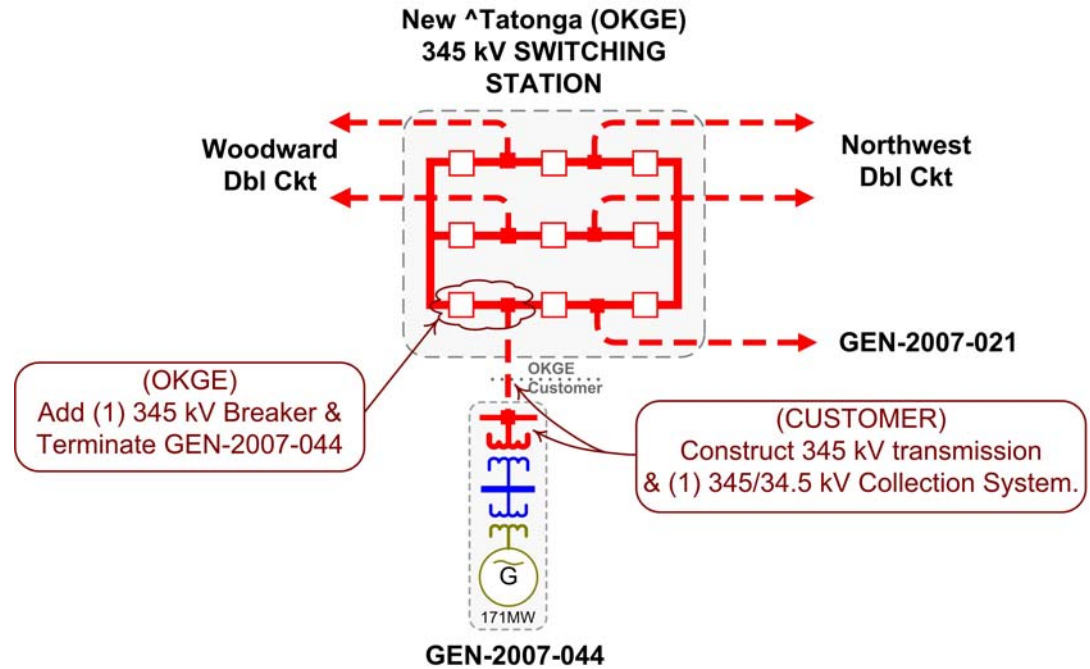 New ^Tatonga (OKGE)
345 kV SWITCHING
STATION
Woodward
Dbl Ckt
Northwest
Dbl Ckt
GEN-2007-021
OKGE
Customer
(OKGE)
Add (1) 345 kV Breaker &
Terminate GEN-2007-044
(CUSTOMER)
Construct 345 kV transmission
& (1) 345/34.5 kV Collection System.
G
171MW
GEN-2007-044